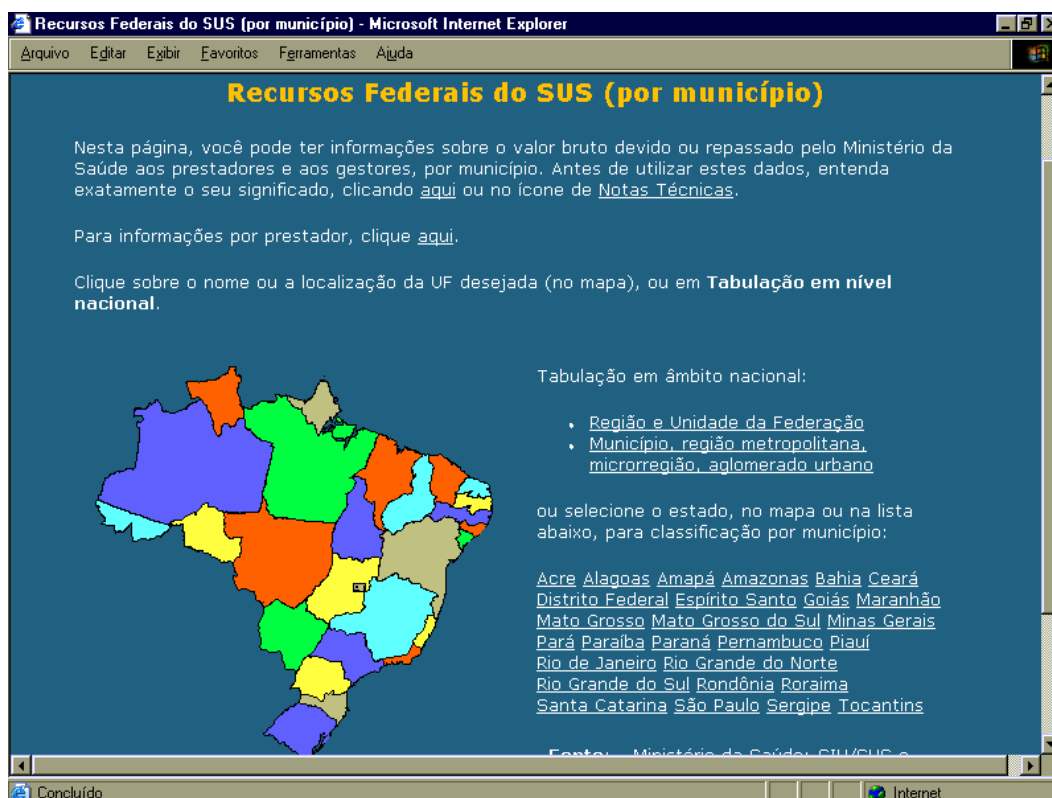 Recursos Federais do SUS (por município) - Microsoft Internet Explorer
Arquivo Editar Exibir Favoritos Ferramentas Ajuda
Recursos Federais do SUS (por município)
Nesta página, você pode ter informações sobre o valor bruto devido ou repassado pelo Ministério da
Saúde aos prestadores e aos gestores, por município. Antes de utilizar estes dados, entenda
exatamente o seu significado, clicando aqui ou no ícone de Notas Técnicas.
Para informações por prestador, clique aqui.
Clique sobre o nome ou a localização da UF desejada (no mapa), ou em Tabulação em nível
nacional.
Tabulação em âmbito nacional:
Região e Unidade da Federação
Município, região metropolitana,
microrregião, aglomerado urbano
ou selecione o estado, no mapa ou na lista
abaixo, para classificação por município:
Acre Alagoas Amapá Amazonas Bahia Ceará
Distrito Federal Espírito Santo Goiás Maranhão
Mato Grosso Mato Grosso do Sul Minas Gerais
Pará Paraíba Paraná Pernambuco Piauí
Rio de Janeiro Rio Grande do Norte
Rio Grande do Sul Rondônia Roraima
Santa Catarina São Paulo Sergipe Tocantins
Fonte: Ministério da Saúde: SIH/SUS e
Concluído
Internet